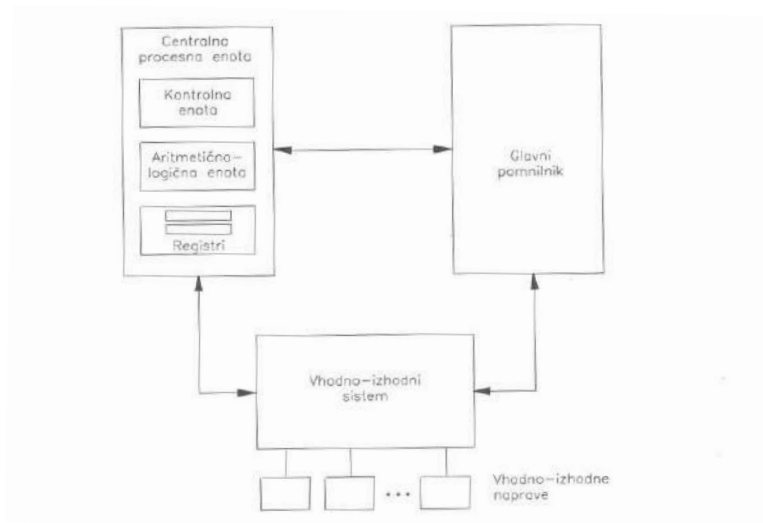 Centralna
procesna enota
Kontrolna
enota
Aritmetično-
logična enota
Registri
Glavni
pomnilnik
Vhodno-izhodni
sistem
Vhodno-izhodne
naprave